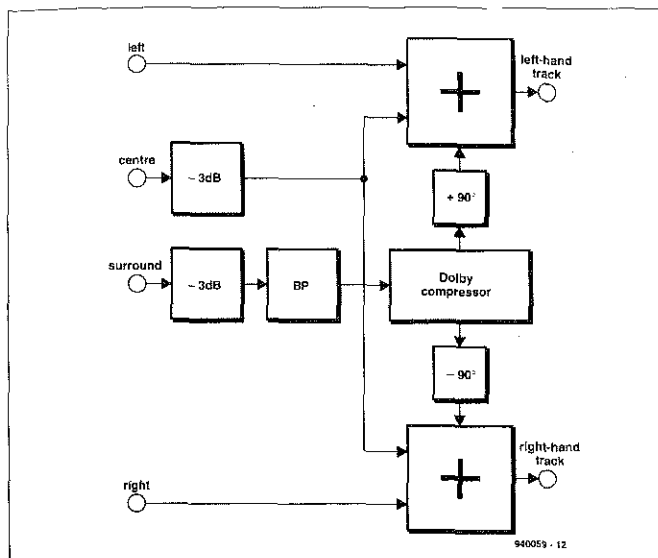 left
left-hand
track
+
centre
– 3dB
+ 90°
surround
– 3dB
BP
Dolby
compressor
– 90°
right-hand
track
+
right
940059 - 12